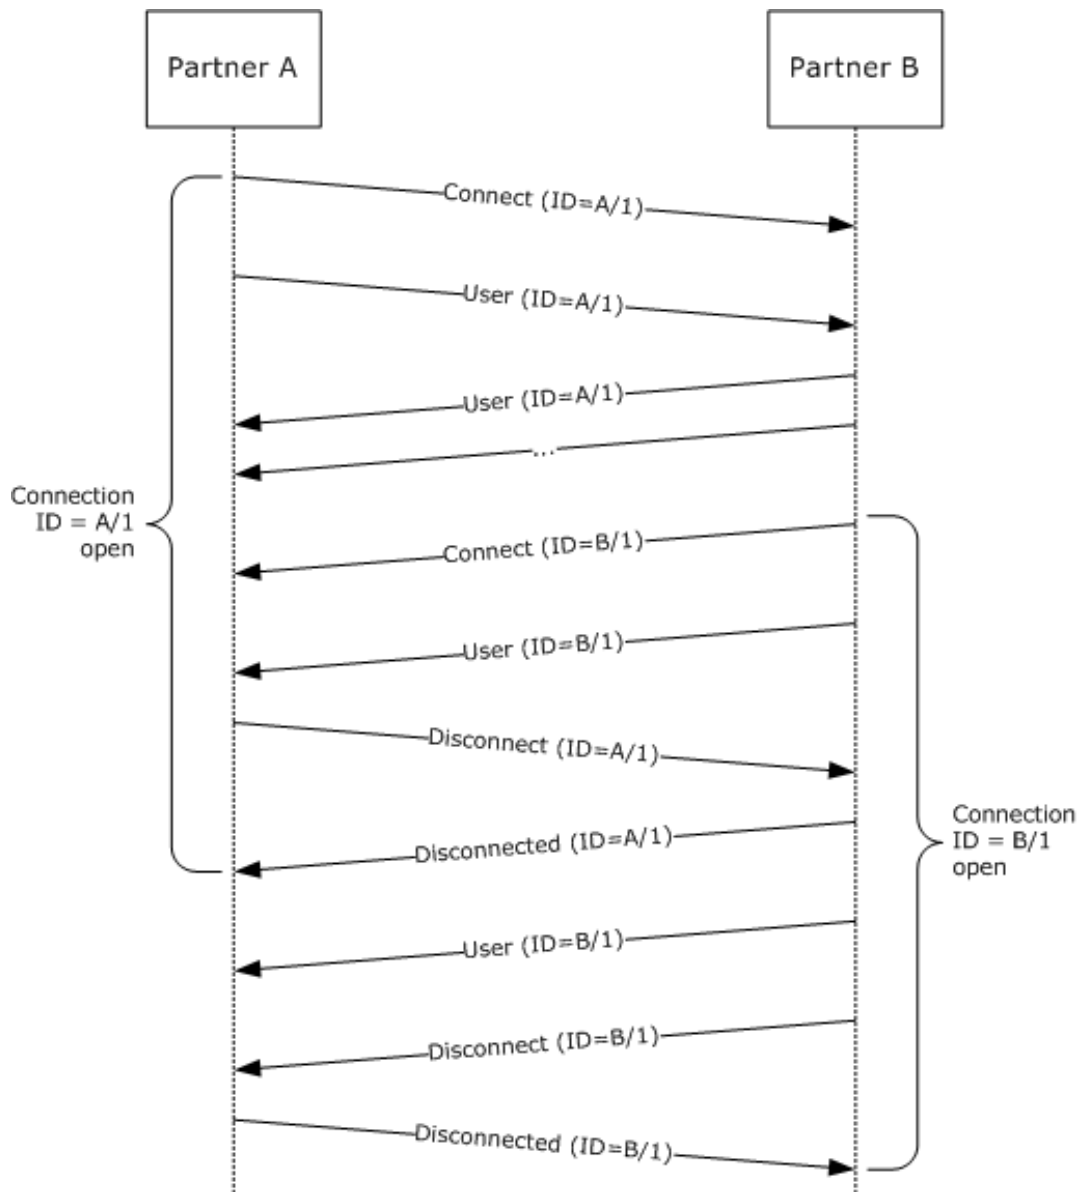 Partner A
Partner B
Connect (ID=A/1)
User (ID=A/1)
User (ID=A/1)
...
Connection
ID = A/1
open
Connect (ID=B/1)
User (ID=B/1)
Disconnect (ID=A/1)
Disconnected (ID=A/1)
Connection
ID = B/1
open
User (ID=B/1)
Disconnect (ID=B/1)
Disconnected (ID=B/1)